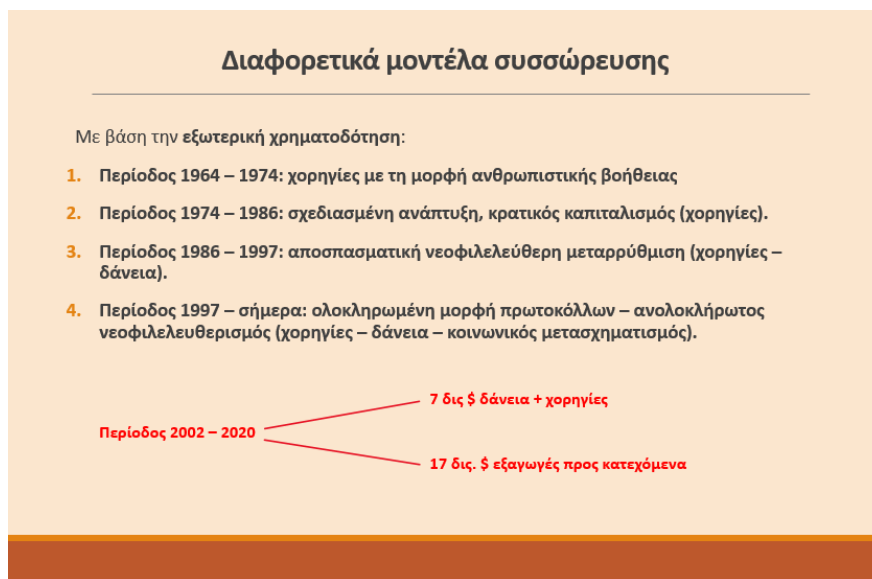 Διαφορετικά μοντέλα συσσώρευσης
Με βάση την εξωτερική χρηματοδότηση:
1. Περίοδος 1964 – 1974: χορηγίες με τη μορφή ανθρωπιστικής βοήθειας
2. Περίοδος 1974 – 1986: σχεδιασμένη ανάπτυξη, κρατικός καπιταλισμός (χορηγίες).
3. Περίοδος 1986 – 1997: αποσπασματική νεοφιλελεύθερη μεταρρύθμιση (χορηγίες –
δάνεια).
4. Περίοδος 1997 – σήμερα: ολοκληρωμένη μορφή πρωτοκόλλων – ανολοκλήρωτος
νεοφιλελευθερισμός (χορηγίες – δάνεια – κοινωνικός μετασχηματισμός).
7 δις $ δάνεια + χορηγίες
Περίοδος 2002 – 2020
17 δις. $ εξαγωγές προς κατεχόμενα